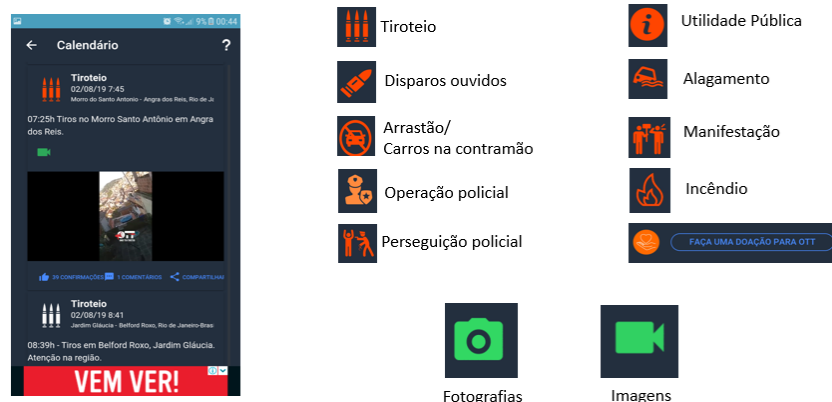 9% 00:44
Calendário
?
Tiroteio
02/08/19 7:45
Morro do Santo Antonio - Angra dos Reis, Rio de Ja
07:25h Tiros no Morro Santo Antônio em Angra
dos Reis.
OTT
39 CONFIRMAÇÕES 1 COMENTÁRIOS COMPARTILHAR
Tiroteio
02/08/19 8:41
Jardim Gláucia - Belford Roxo, Rio de Janeiro-Bras
08:39h - Tiros em Belford Roxo, Jardim Gláucia.
Atenção na região.
VEM VER!
Tiroteio
Disparos ouvidos
Arrastão/
Carros na contramão
Operação policial
Perseguição policial
Utilidade Pública
Alagamento
Manifestação
Incêndio
FAÇA UMA DOAÇÃO PARA OTT
Fotografias
Imagens